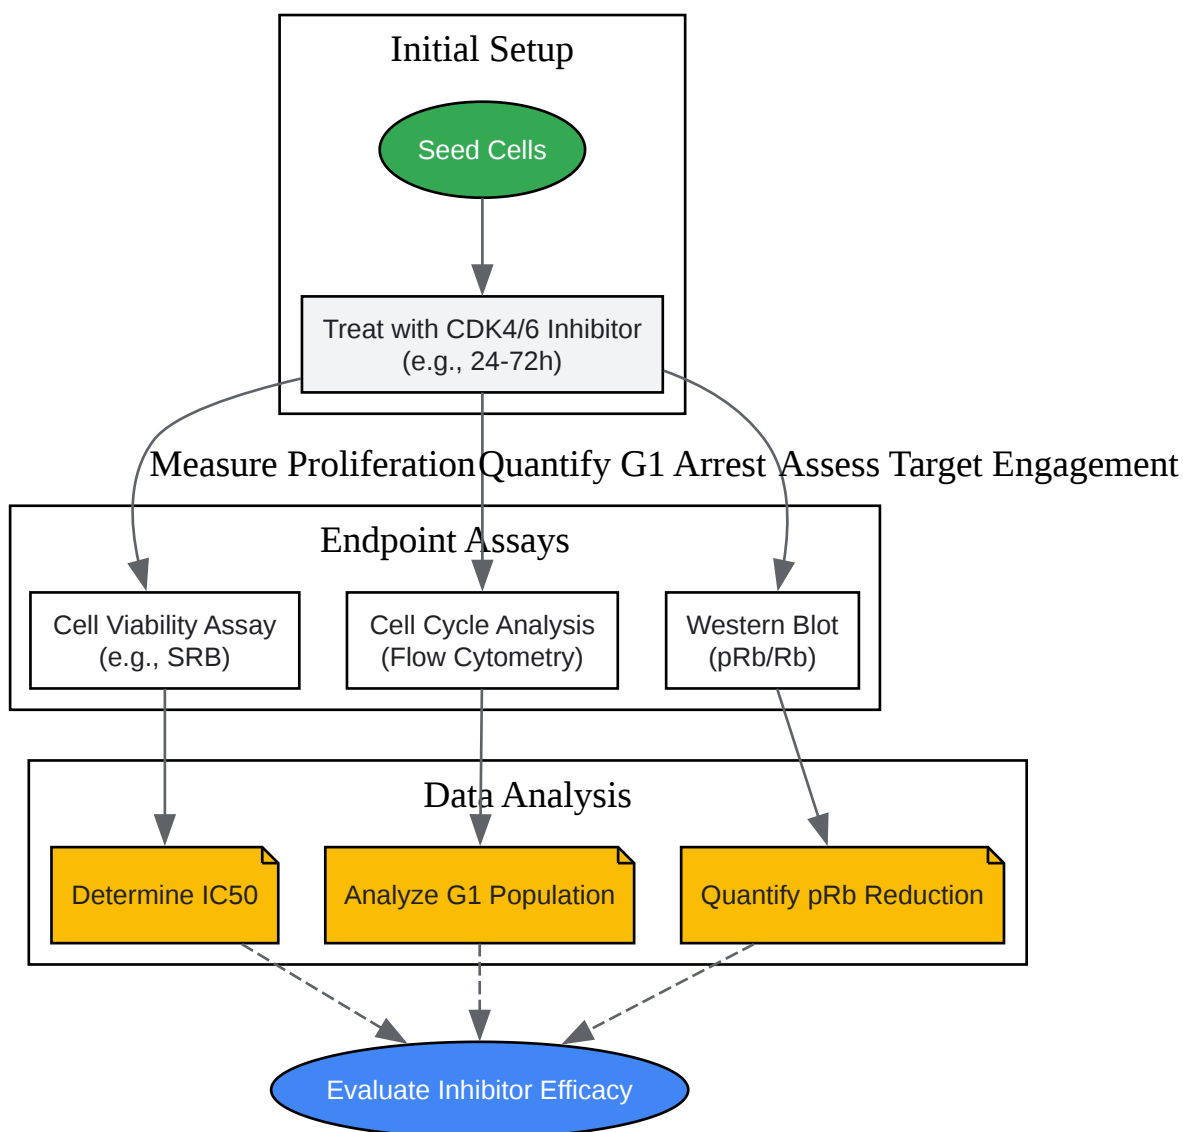 Initial Setup
Seed Cells
Treat with CDK4/6 Inhibitor
(e.g., 24-72h)
Measure Proliferation
Quantify G1 Arrest
Assess Target Engagement
Endpoint Assays
Cell Viability Assay
(e.g., SRB)
Cell Cycle Analysis
(Flow Cytometry)
Western Blot
(pRb/Rb)
Data Analysis
Determine IC50
Analyze G1 Population
Quantify pRb Reduction
Evaluate Inhibitor Efficacy